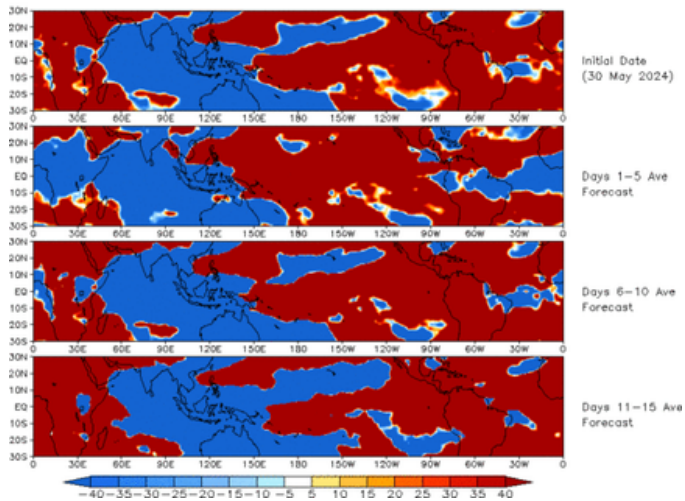 30N
20N
10N
EQ
10S
20S
30S
0 30E 60E 90E 120E 150E 180 150W 120W 90W 60W 30W 0
Initial Date
(30 May 2024)
30N
20N
10N
EQ
10S
20S
30S
0 30E 60E 90E 120E 150E 180 150W 120W 90W 60W 30W 0
Days 1-5 Ave
Forecast
30N
20N
10N
EQ
10S
20S
30S
0 30E 60E 90E 120E 150E 180 150W 120W 90W 60W 30W 0
Days 6-10 Ave
Forecast
30N
20N
10N
EQ
10S
20S
30S
0 30E 60E 90E 120E 150E 180 150W 120W 90W 60W 30W 0
Days 11-15 Ave
Forecast
-40 -35 -30 -25 -20 -15 -10 -5 5 10 15 20 25 30 35 40